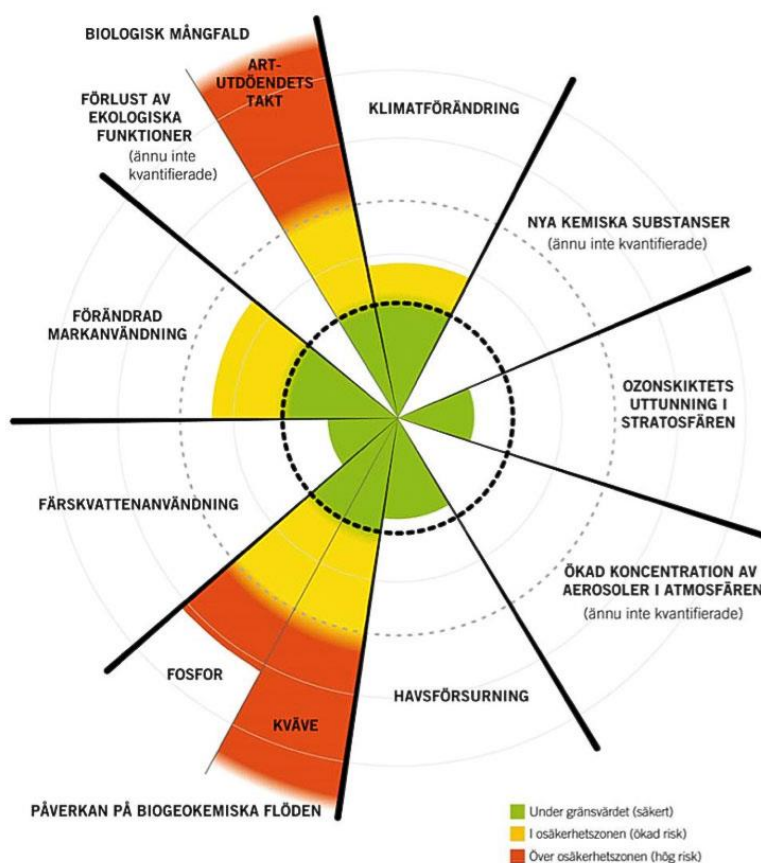 BIOLOGISK MÅNGFALD
ART-
UTDÖENDETS
TAKT
FÖRLUST AV
EKOLOGISKA
FUNKTIONER
(ännu inte
kvantifierade)
KLIMATFÖRÄNDRING
NYA KEMISKA SUBSTANSER
(ännu inte kvantifierade)
FÖRÄNDRAD
MARKANVÄNDNING
OZONSKIKTETS
UTTUNNING I
STRATOSFÄREN
FÄRSKVATTENANVÄNDNING
ÖKAD KONCENTRATION AV
AEROSOLER I ATMOSFÄREN
(ännu inte kvantifierade)
FOSFOR
HAVSFÖRSURNING
KVÄVE
PÅVERKAN PÅ BIOGEOKEMISKA FLÖDEN
Under gränsvärdet (säkert)
I osäkerhetszonen (ökad risk)
Över osäkerhetszonen (hög risk)